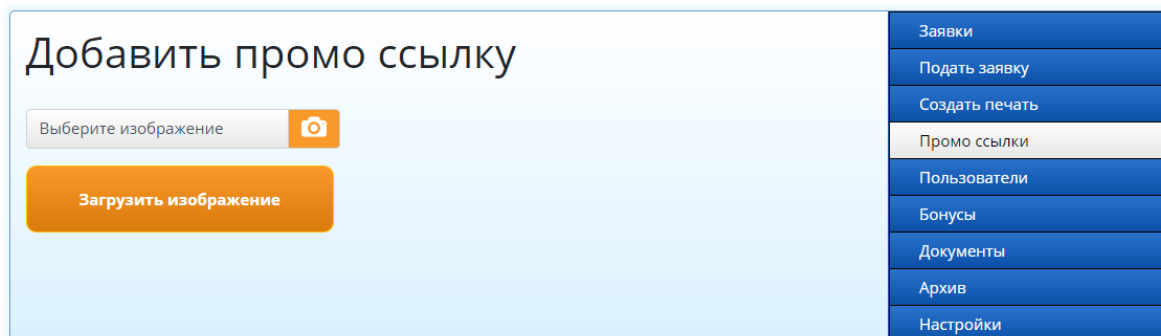 Добавить промо ссылку
Выберите изображение
Загрузить изображение
Заявки
Подать заявку
Создать печать
Промо ссылки
Пользователи
Бонусы
Документы
Архив
Настройки